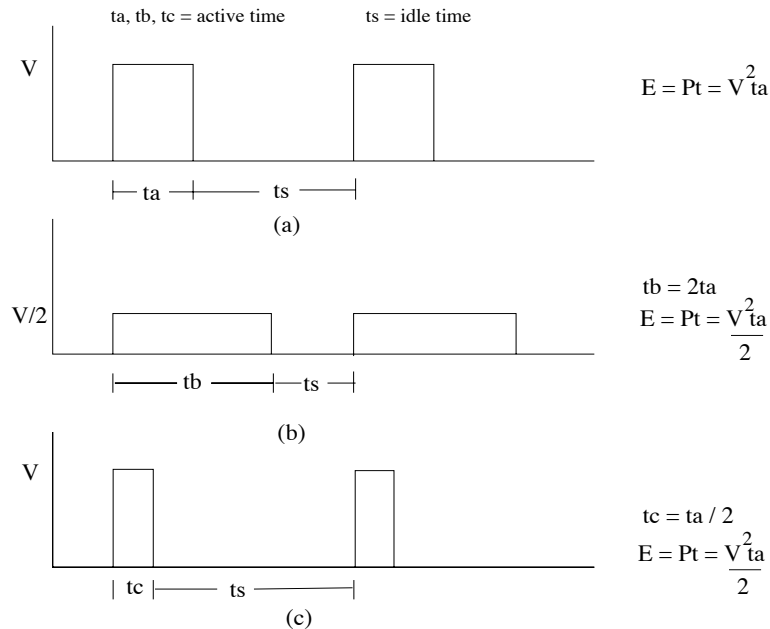 ta, tb, tc = active time ts = idle time
V
E = Pt = V²ta
ta ts
(a)
V/2
tb = 2ta
E = Pt = V²ta
2
tb ts
(b)
V
tc = ta / 2
E = Pt = V²ta
2
tc ts
(c)